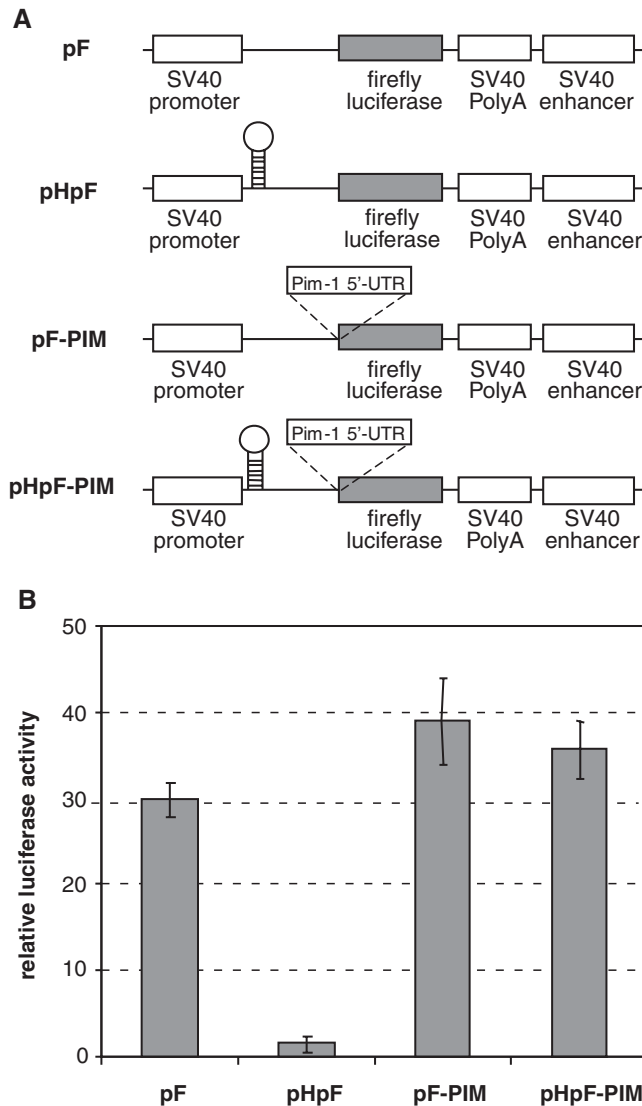 A
pF
SV40 promoter
firefly luciferase
SV40 PolyA
SV40 enhancer
pHpF
SV40 promoter
firefly luciferase
SV40 PolyA
SV40 enhancer
Pim-1 5'-UTR
pF-PIM
SV40 promoter
firefly luciferase
SV40 PolyA
SV40 enhancer
Pim-1 5'-UTR
pHpF-PIM
SV40 promoter
firefly luciferase
SV40 PolyA
SV40 enhancer
B
relative luciferase activity
50
40
30
20
10
0
pF
pHpF
pF-PIM
pHpF-PIM